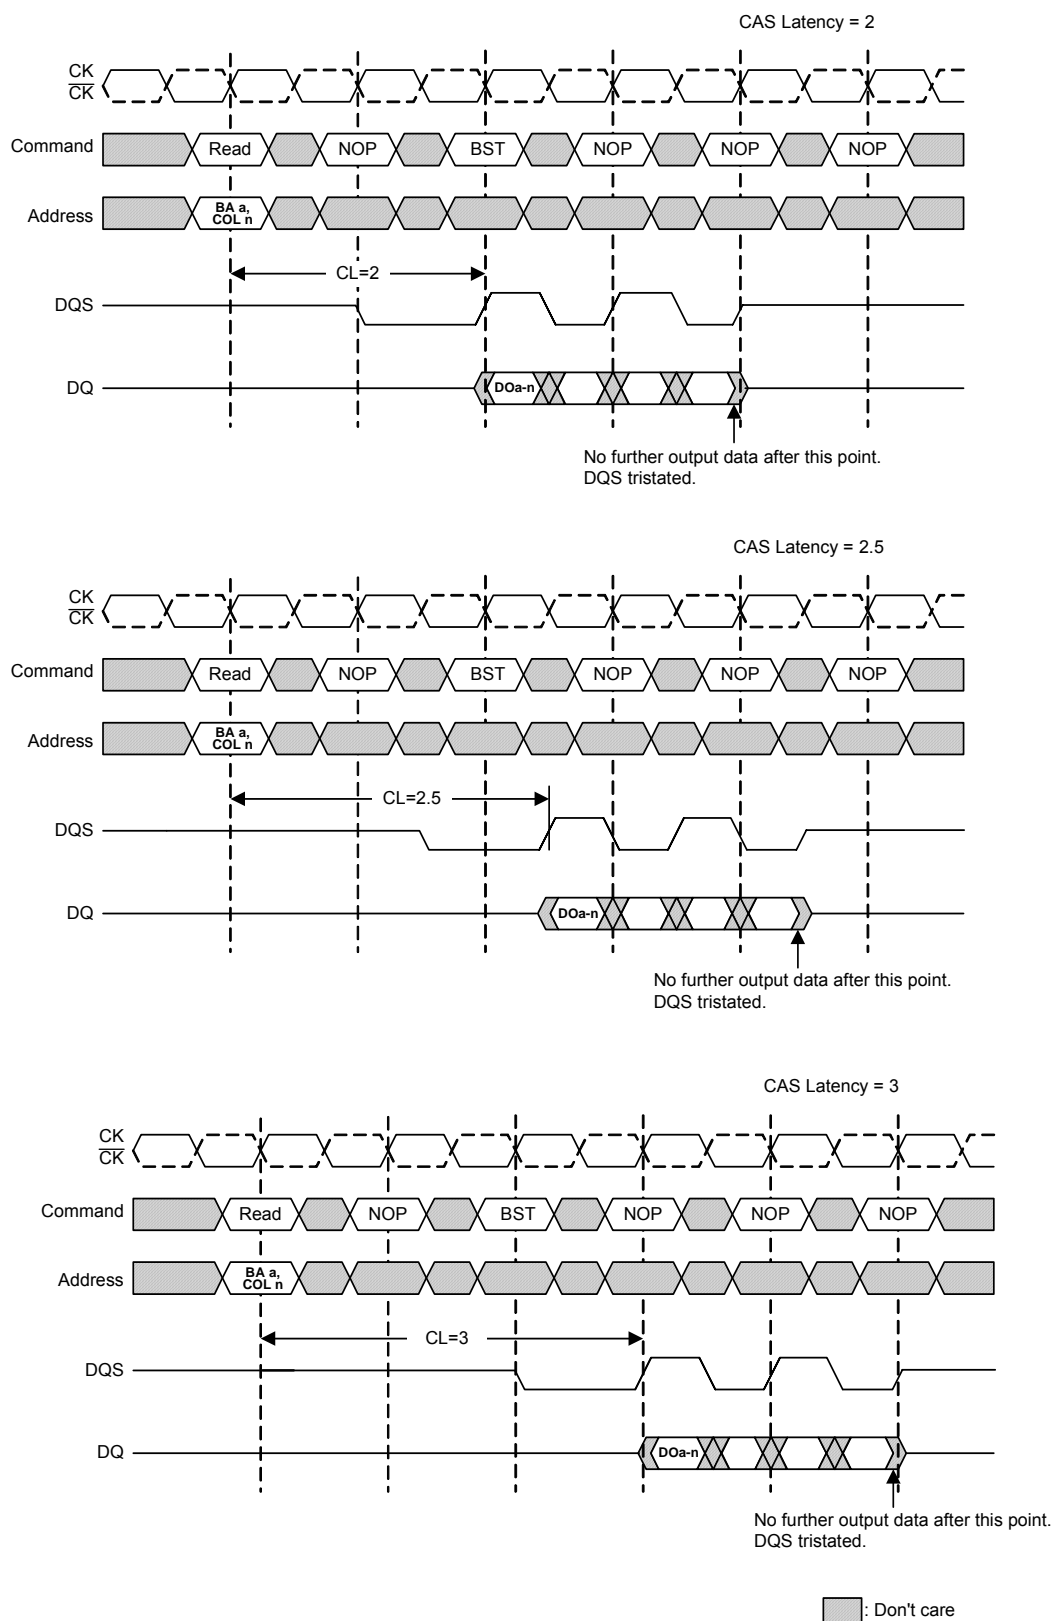 CAS Latency = 2
CK
CK
Command Read NOP BST NOP NOP NOP
Address BA a,
COL n
CL=2
DQS
DQ DOa-n
No further output data after this point.
DQS tristated.
CAS Latency = 2.5
CK
CK
Command Read NOP BST NOP NOP NOP
Address BA a,
COL n
CL=2.5
DQS
DQ DOa-n
No further output data after this point.
DQS tristated.
CAS Latency = 3
CK
CK
Command Read NOP BST NOP NOP NOP
Address BA a,
COL n
CL=3
DQS
DQ DOa-n
No further output data after this point.
DQS tristated.
: Don't care